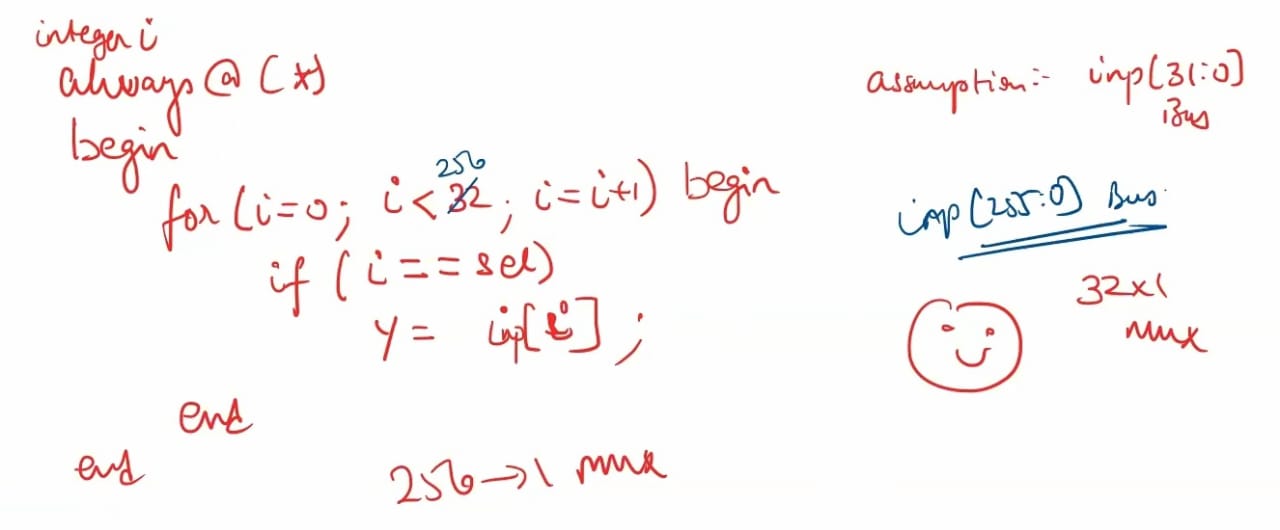 integer i
always @ (*)
begin
for (i=0; i< 32; i=i+1) begin
256
if (i == sel)
y = inp[i];
end
end
256→1 mux
assumption:- inp[31:0]
Bus
inp[255:0] Bus
32x1
mux